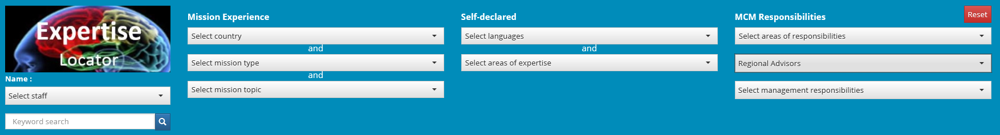 Expertise
Locator
Name :
Select staff
Keyword search
Mission Experience
Select country
and
Select mission type
and
Select mission topic
Self-declared
Select languages
and
Select areas of expertise
MCM Responsibilities
Reset
Select areas of responsibilities
Regional Advisors
Select management responsibilities